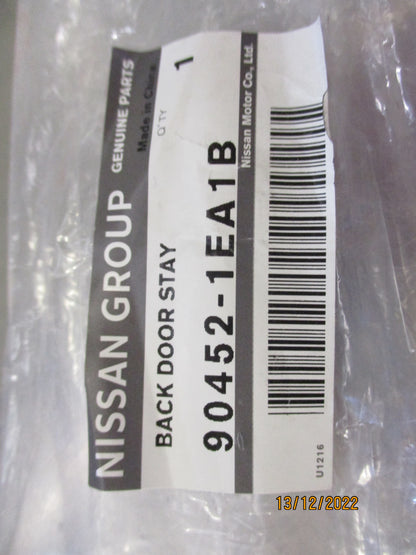 NISSAN GROUP GENUINE PARTS
Made in China
BACK DOOR STAY
Q'TY 1
90452-1EA1B
Nissan Motor Co., Ltd.
U1216
13/12/2022